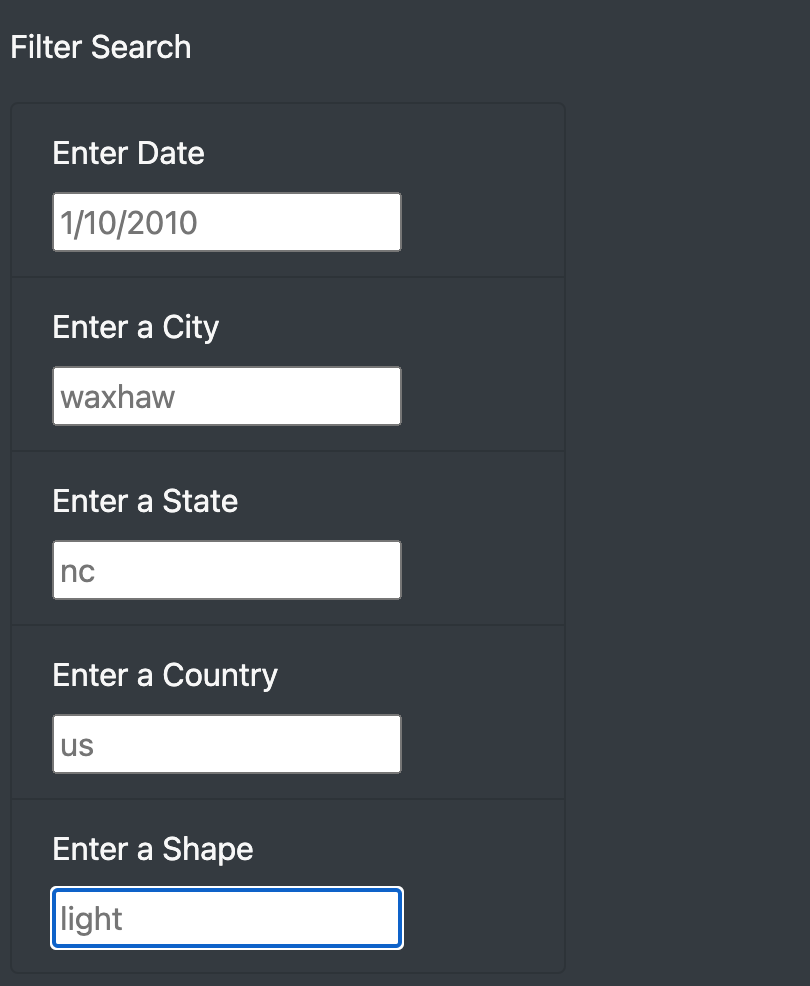 Filter Search
Enter Date
1/10/2010
Enter a City
waxhaw
Enter a State
nc
Enter a Country
us
Enter a Shape
light